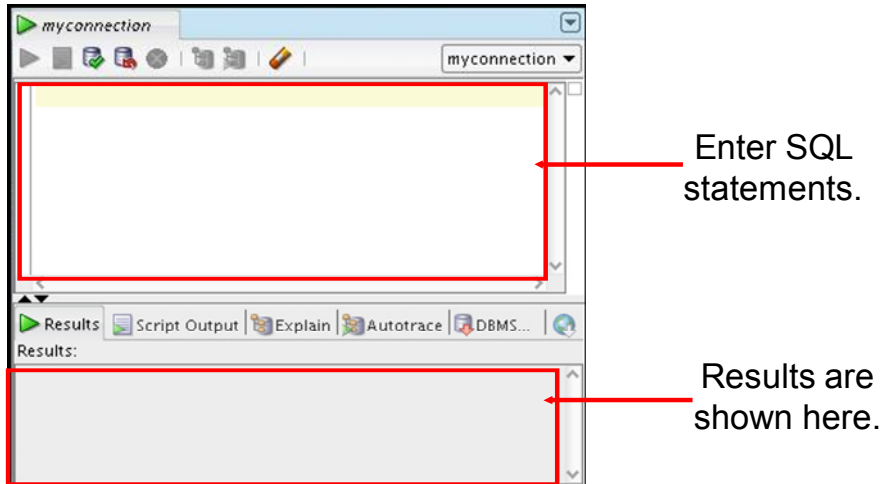 myconnection
myconnection
Enter SQL
statements.
Results Script Output Explain Autotrace DBMS...
Results:
Results are
shown here.